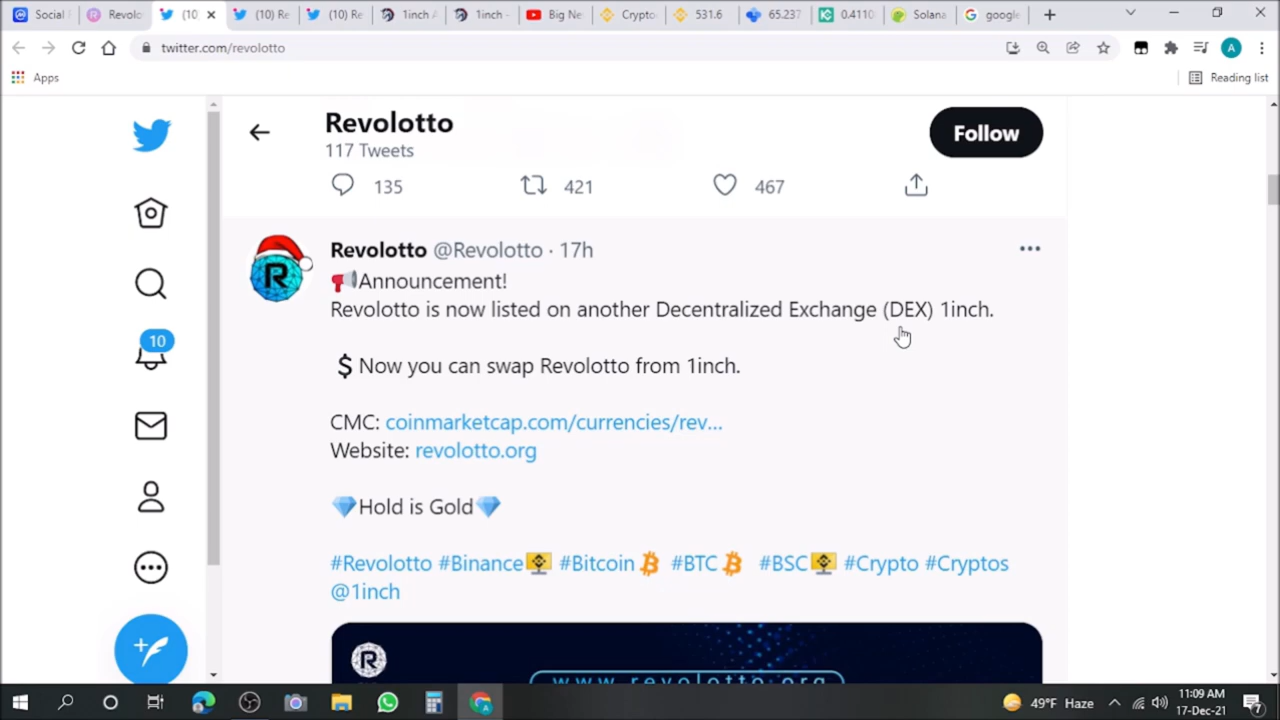 Social
Revolo
(10
(10) Re
(10) Re
1inch
1inch -
Big Ne
Crypto
531.
65.237
0.4110
Solana
google
twitter.com/revolotto
A
Apps
Reading list
Revolotto
117 Tweets
Follow
135
421
467
Revolotto @Revolotto · 17h
📢Announcement!
Revolotto is now listed on another Decentralized Exchange (DEX) 1inch.
💲Now you can swap Revolotto from 1inch.
CMC: coinmarketcap.com/currencies/rev...
Website: revolotto.org
💎Hold is Gold💎
#Revolotto #Binance #Bitcoin #BTC #BSC #Crypto #Cryptos
@1inch
10
R
www.revolotto.org
49°F Haze
11:09 AM
17-Dec-21
7